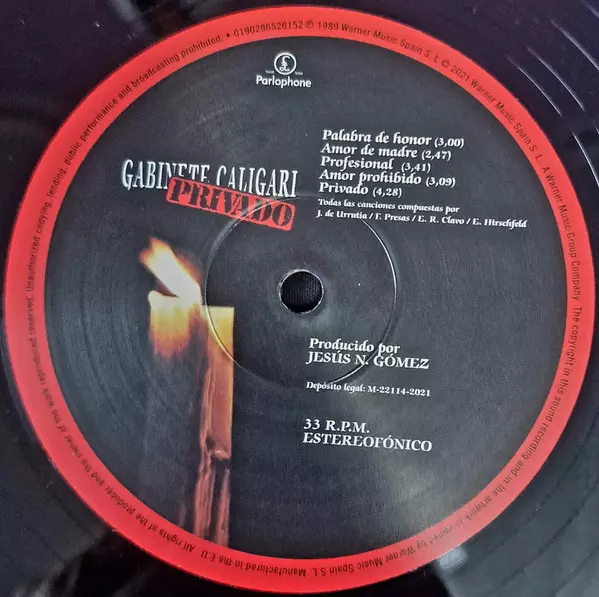 Parlophone
GABINETE CALIGARI
PRIVADO
Palabra de honor (3,00)
Amor de madre (2,47)
Profesional (3,41)
Amor prohibido (3,09)
Privado (4,28)
Todas las canciones compuestas por
J. de Urrutia / F. Presas / E. R. Clavo / E. Hirschfeld
Producido por
JESÚS N. GÓMEZ
Depósito legal: M-22114-2021
33 R.P.M.
ESTEREOFÓNICO
0190296526152 ℗ 1989 Warner Music Spain S. L. © 2021 Warner Music Spain S. L. A Warner Music Group Company. The copyright in this sound recording and in the artwork is owned by Warner Music Spain S.L. Manufactured in the E.U. All rights of the producer and the owner of the work reproduced reserved. Unauthorized copying, lending, public performance and broadcasting prohibited. •